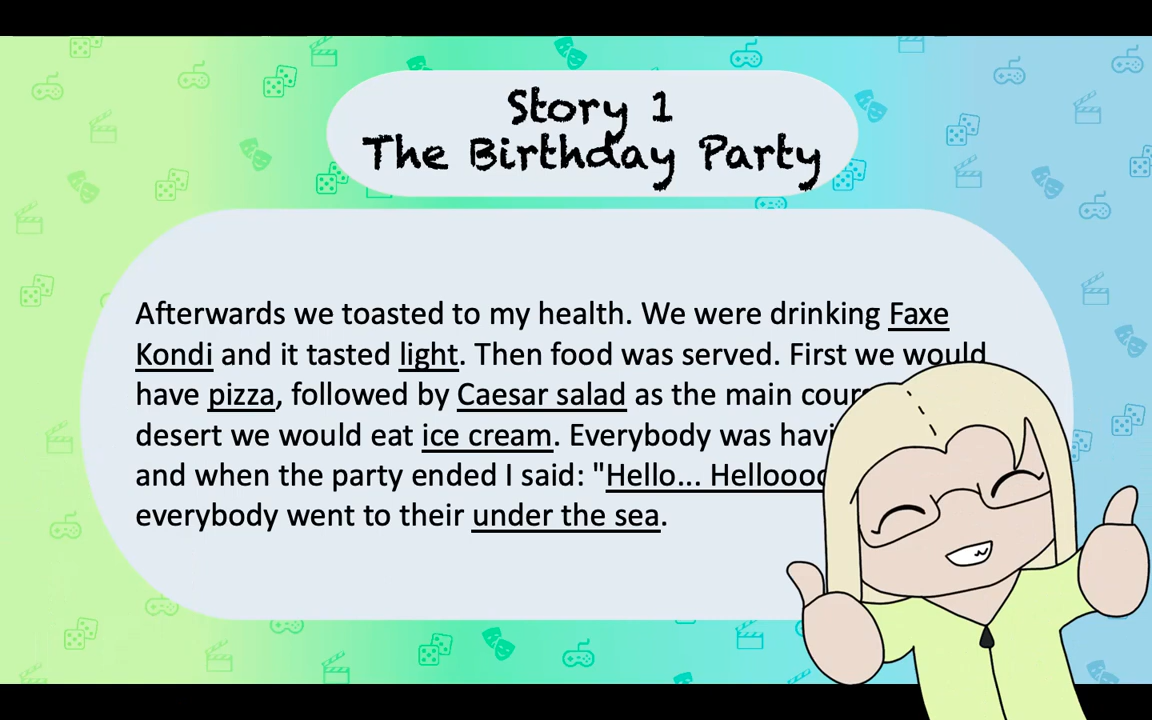 Story 1
The Birthday Party
Afterwards we toasted to my health. We were drinking Faxe
Kondi and it tasted light. Then food was served. First we would
have pizza, followed by Caesar salad as the main
desert we would eat ice cream. Everybody was
and when the party ended I said: "Hello...
everybody went to their under the sea.